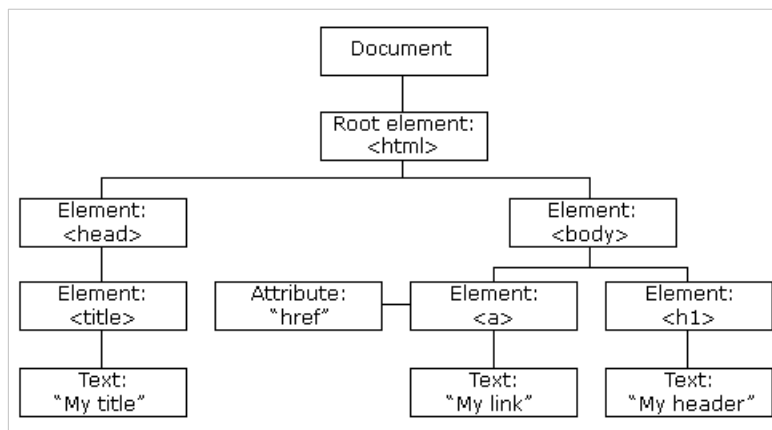 Document
Root element:
<html>
Element:
<head>
Element:
<body>
Element:
<title>
Attribute:
“href”
Element:
<a>
Element:
<h1>
Text:
“My title”
Text:
“My link”
Text:
“My header”